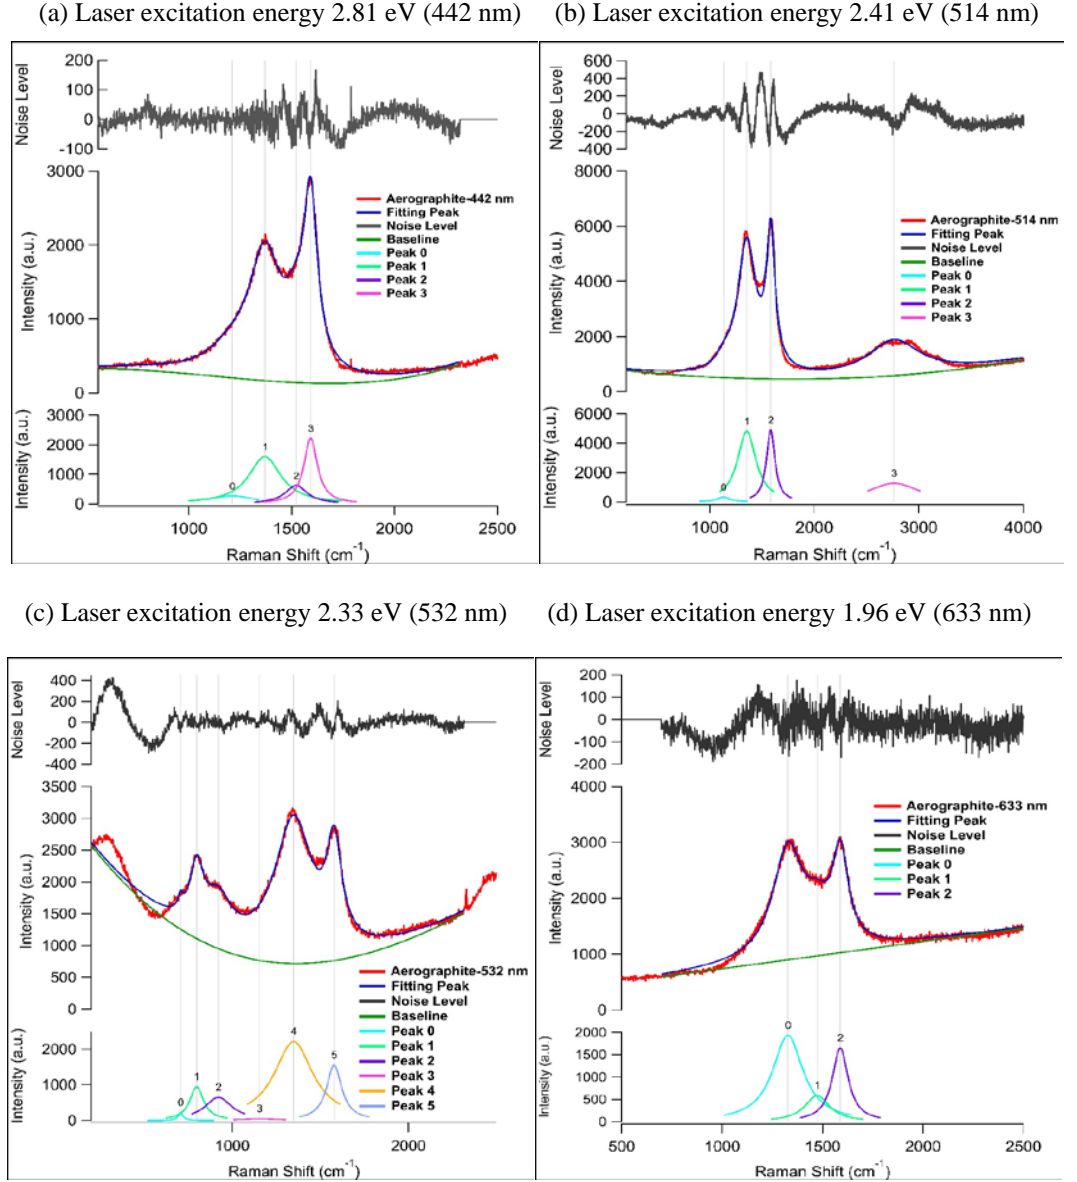 (a) Laser excitation energy 2.81 eV (442 nm)
(b) Laser excitation energy 2.41 eV (514 nm)
Noise Level
200
100
0
-100
Intensity (a.u.)
3000
2000
1000
0
Aerographite-442 nm
Fitting Peak
Noise Level
Baseline
Peak 0
Peak 1
Peak 2
Peak 3
Intensity (a.u.)
3000
2000
1000
0
0
1
2
3
1000
1500
2000
2500
Raman Shift (cm⁻¹)
Noise Level
600
400
200
0
-200
-400
Intensity (a.u.)
8000
6000
4000
2000
0
Aerographite-514 nm
Fitting Peak
Noise Level
Baseline
Peak 0
Peak 1
Peak 2
Peak 3
Intensity (a.u.)
6000
4000
2000
0
0
1
2
3
1000
2000
3000
4000
Raman Shift (cm⁻¹)
(c) Laser excitation energy 2.33 eV (532 nm)
(d) Laser excitation energy 1.96 eV (633 nm)
Noise Level
400
200
0
-200
-400
Intensity (a.u.)
3500
3000
2500
2000
1500
1000
500
0
Aerographite-532 nm
Fitting Peak
Noise Level
Baseline
Peak 0
Peak 1
Peak 2
Peak 3
Peak 4
Peak 5
Intensity (a.u.)
2000
1000
0
0
1
2
3
4
5
1000
2000
Raman Shift (cm⁻¹)
Noise Level
200
100
0
-100
-200
Intensity (a.u.)
4000
3000
2000
1000
0
Aerographite-633 nm
Fitting Peak
Noise Level
Baseline
Peak 0
Peak 1
Peak 2
Intensity (a.u.)
2000
1500
1000
500
0
0
1
2
500
1000
1500
2000
2500
Raman Shift (cm⁻¹)